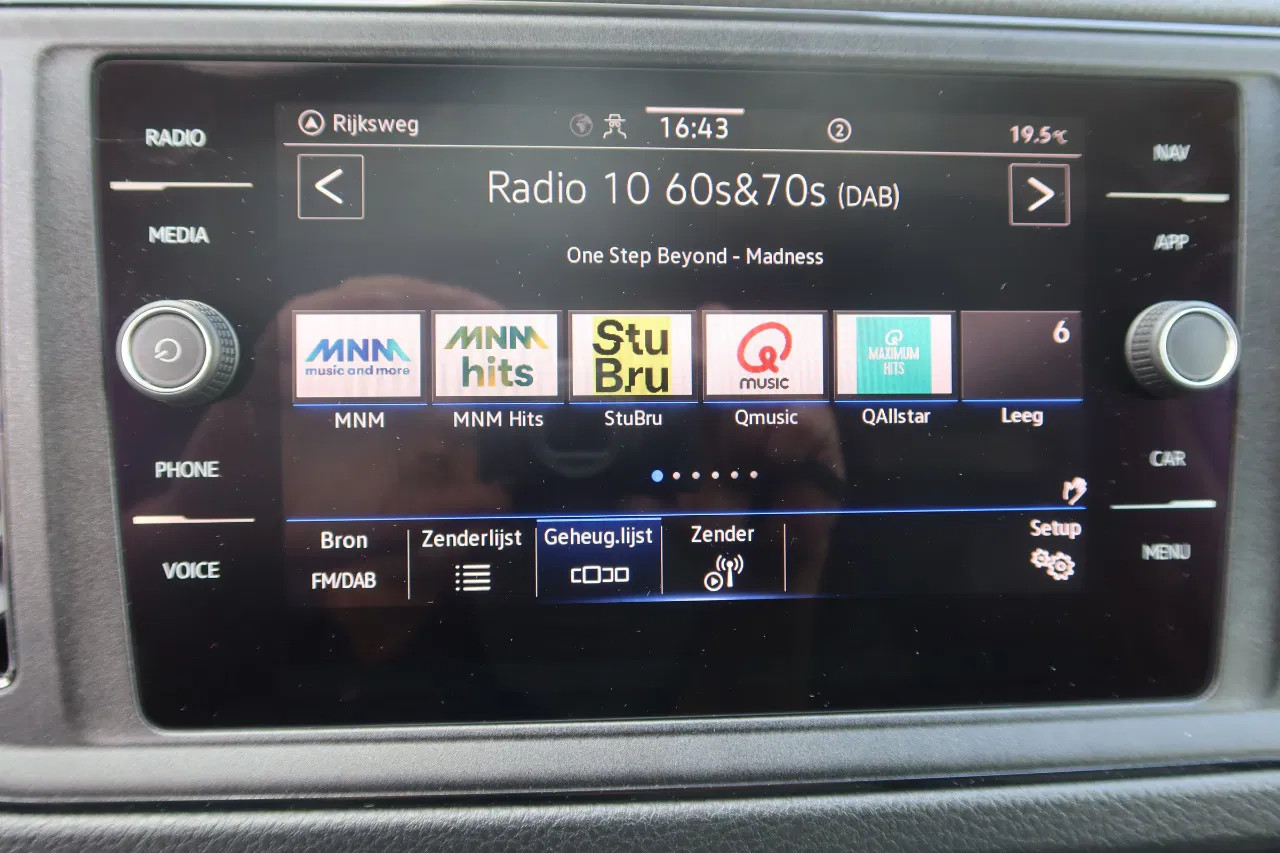 RADIO
MEDIA
PHONE
VOICE
Rijksweg
16:43
2
19.5°C
<
Radio 10 60s&70s (DAB)
>
One Step Beyond - Madness
MNM
music and more
MNM
hits
Stu
Bru
Q
MUSIC
Q
MAXIMUM
HITS
6
MNM
MNM Hits
StuBru
Qmusic
QAllstar
Leeg
Bron
FM/DAB
Zenderlijst
Geheug.lijst
Zender
Setup
NAV
APP
CAR
MENU